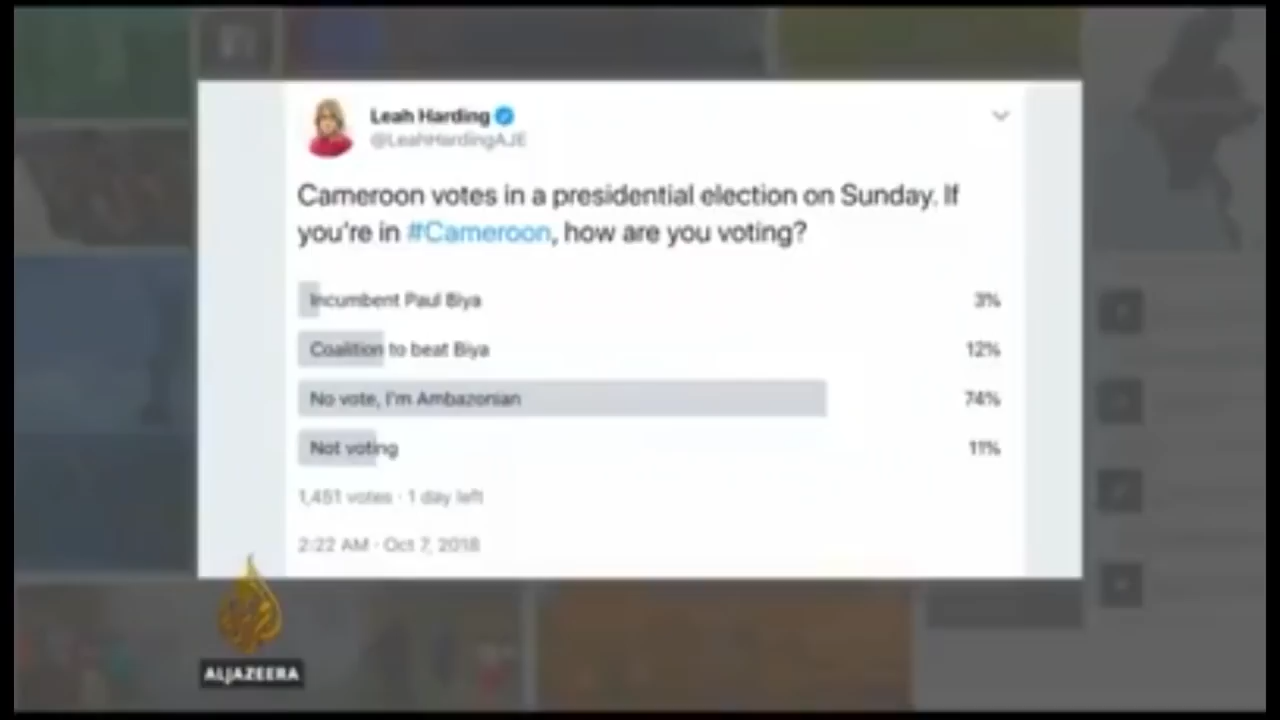 Leah Harding
@LeahHardingAJE
Cameroon votes in a presidential election on Sunday. If
you're in #Cameroon, how are you voting?
Incumbent Paul Biya 3%
Coalition to beat Biya 12%
No vote, I'm Ambazonian 74%
Not voting 11%
1,451 votes · 1 day left
2:22 AM · Oct 7, 2018
ALJAZEERA